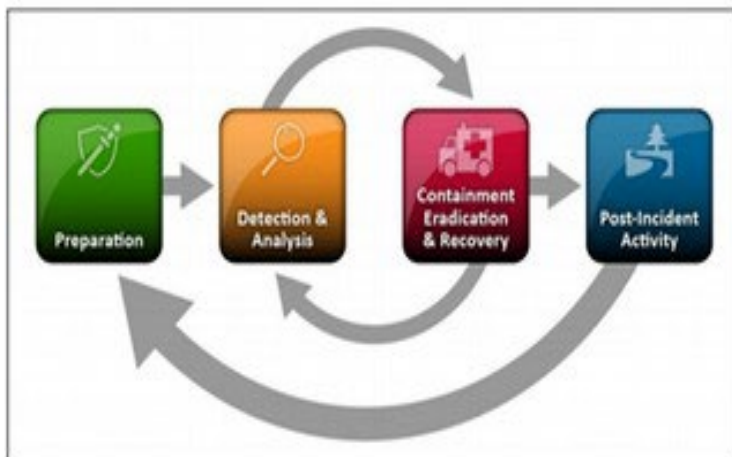 Preparation
Detection &
Analysis
Containment
Eradication
& Recovery
Post-Incident
Activity